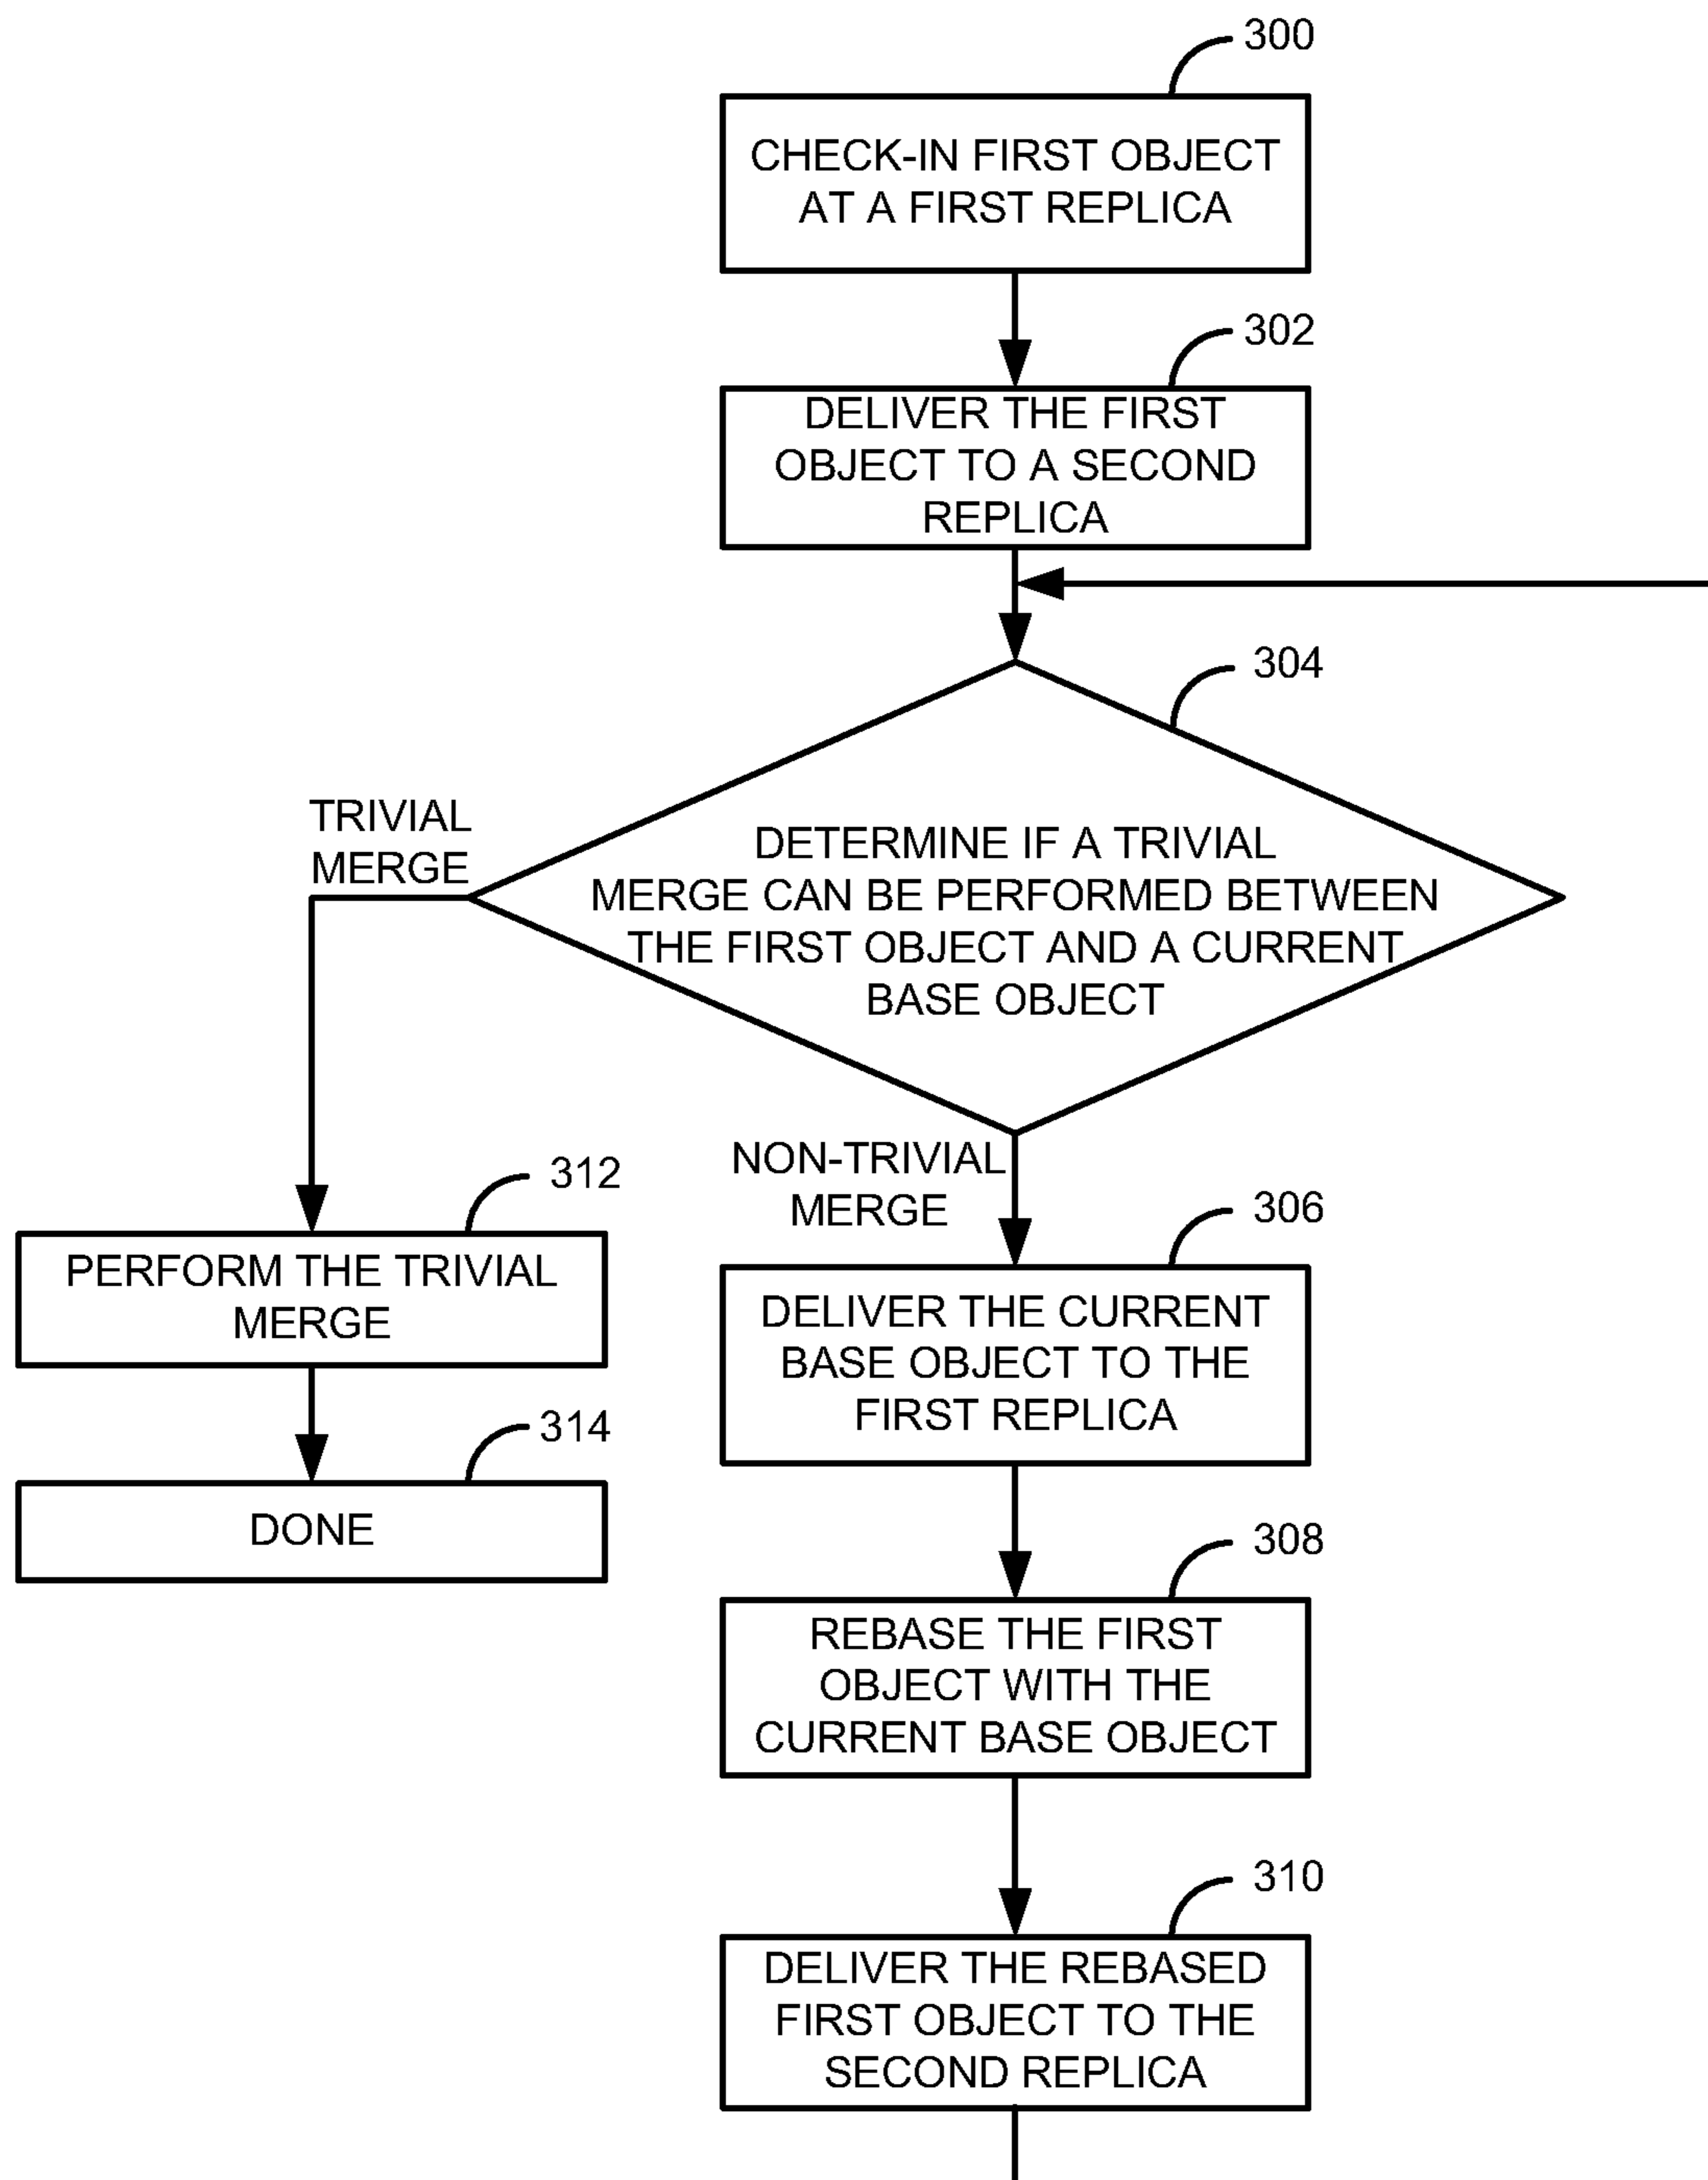 300
CHECK-IN FIRST OBJECT
AT A FIRST REPLICA
302
DELIVER THE FIRST
OBJECT TO A SECOND
REPLICA
304
DETERMINE IF A TRIVIAL
MERGE CAN BE PERFORMED BETWEEN
THE FIRST OBJECT AND A CURRENT
BASE OBJECT
TRIVIAL
MERGE
312
PERFORM THE TRIVIAL
MERGE
314
DONE
NON-TRIVIAL
MERGE
306
DELIVER THE CURRENT
BASE OBJECT TO THE
FIRST REPLICA
308
REBASE THE FIRST
OBJECT WITH THE
CURRENT BASE OBJECT
310
DELIVER THE REBASED
FIRST OBJECT TO THE
SECOND REPLICA